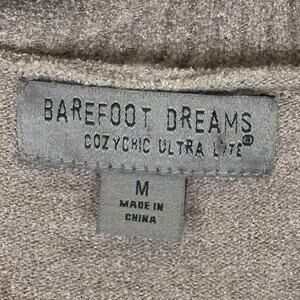 BAREFOOT DREAMS
COZYCHIC ULTRA LITE®
M
MADE IN
CHINA